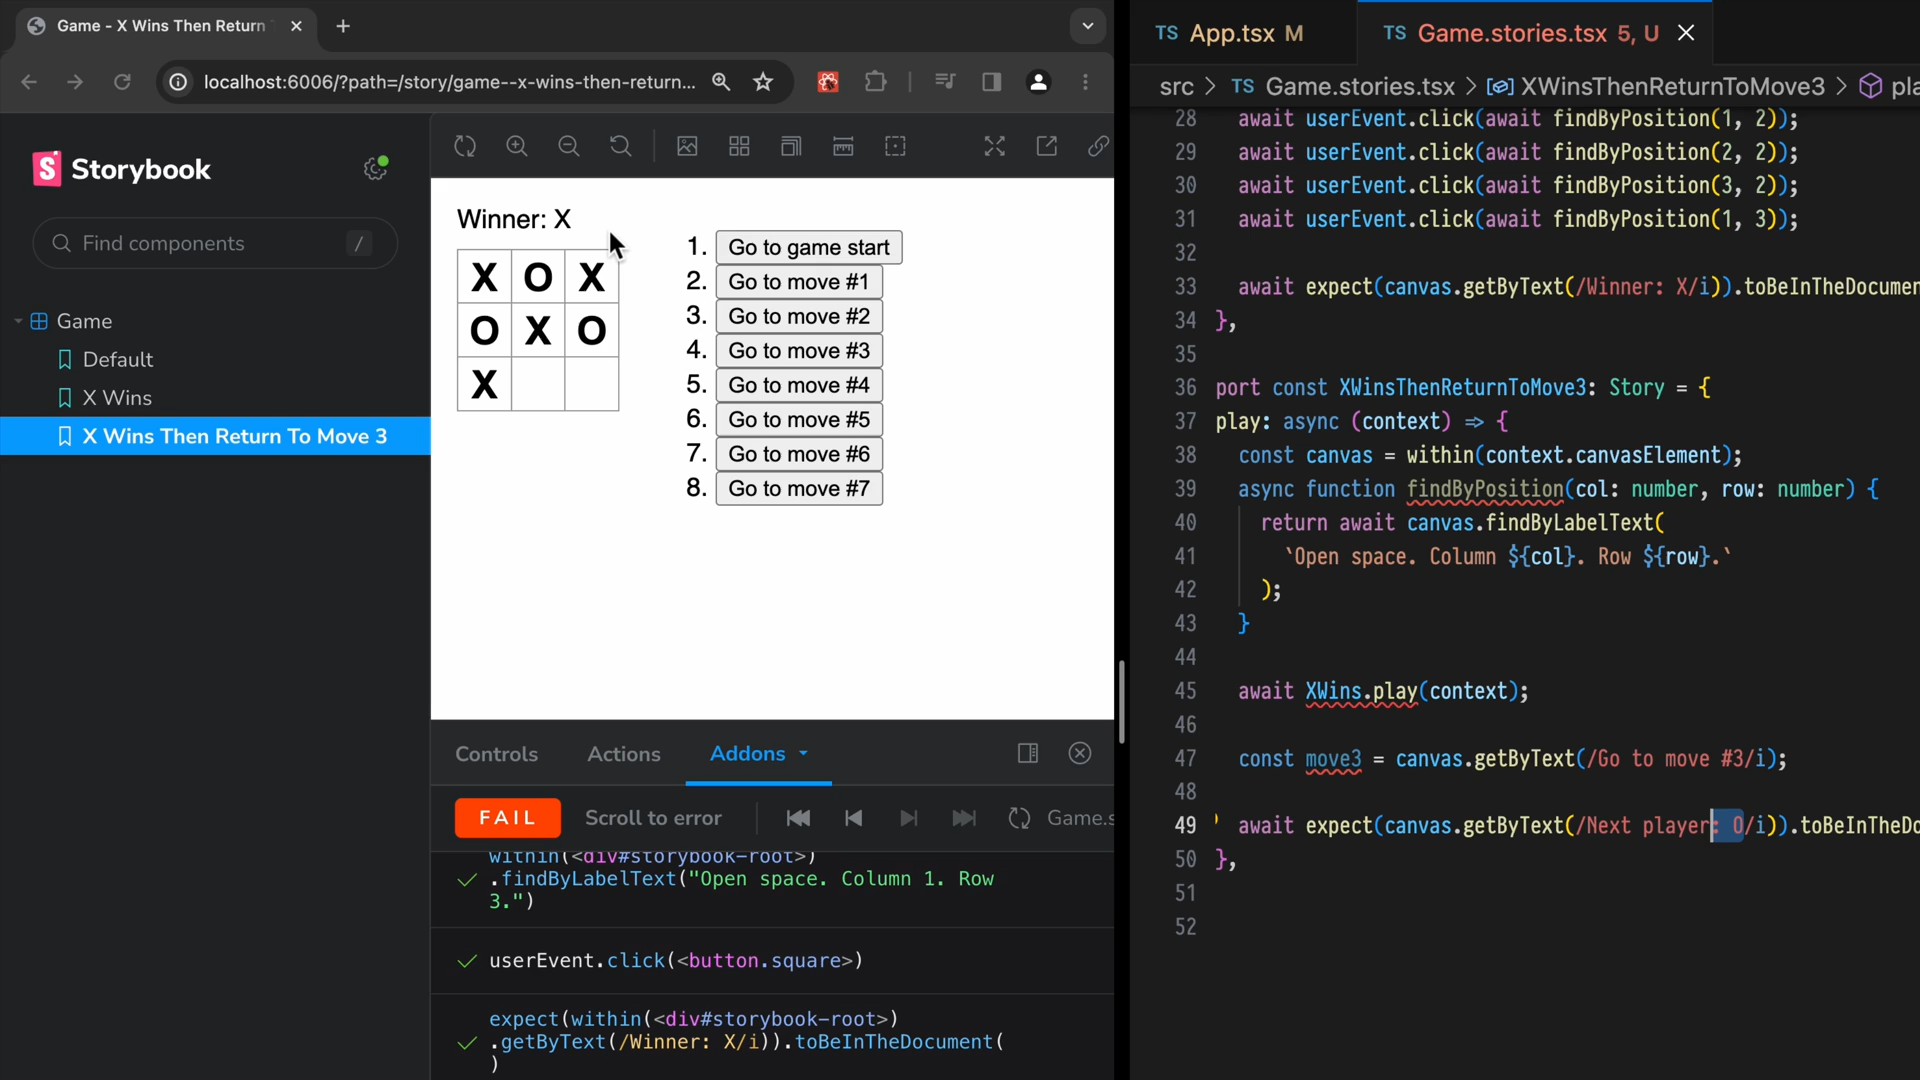 Game - X Wins Then Return
localhost:6006/?path=/story/game--x-wins-then-return...
Storybook
Find components
/
Game
Default
X Wins
X Wins Then Return To Move 3
Winner: X
X O X
O X O
X
1. Go to game start
2. Go to move #1
3. Go to move #2
4. Go to move #3
5. Go to move #4
6. Go to move #5
7. Go to move #6
8. Go to move #7
Controls
Actions
Addons
FAIL
Scroll to error
Game.s
within(<div#storybook-root>)
.findByLabelText("Open space. Column 1. Row
3.")
userEvent.click(<button.square>)
expect(within(<div#storybook-root>)
.getByText(/Winner: X/i)).toBeInTheDocument(
)
TS App.tsx M
TS Game.stories.tsx 5, U
src > TS Game.stories.tsx > XWinsThenReturnToMove3 > pla
28 await userEvent.click(await findByPosition(1, 2));
29 await userEvent.click(await findByPosition(2, 2));
30 await userEvent.click(await findByPosition(3, 2));
31 await userEvent.click(await findByPosition(1, 3));
32
33 await expect(canvas.getByText(/Winner: X/i)).toBeInTheDocumen
34 },
35
36 port const XWinsThenReturnToMove3: Story = {
37 play: async (context) => {
38 const canvas = within(context.canvasElement);
39 async function findByPosition(col: number, row: number) {
40 return await canvas.findByLabelText(
41 `Open space. Column ${col}. Row ${row}.`
42 );
43 }
44
45 await XWins.play(context);
46
47 const move3 = canvas.getByText(/Go to move #3/i);
48
49 await expect(canvas.getByText(/Next player: O/i)).toBeInTheDo
50 },
51
52